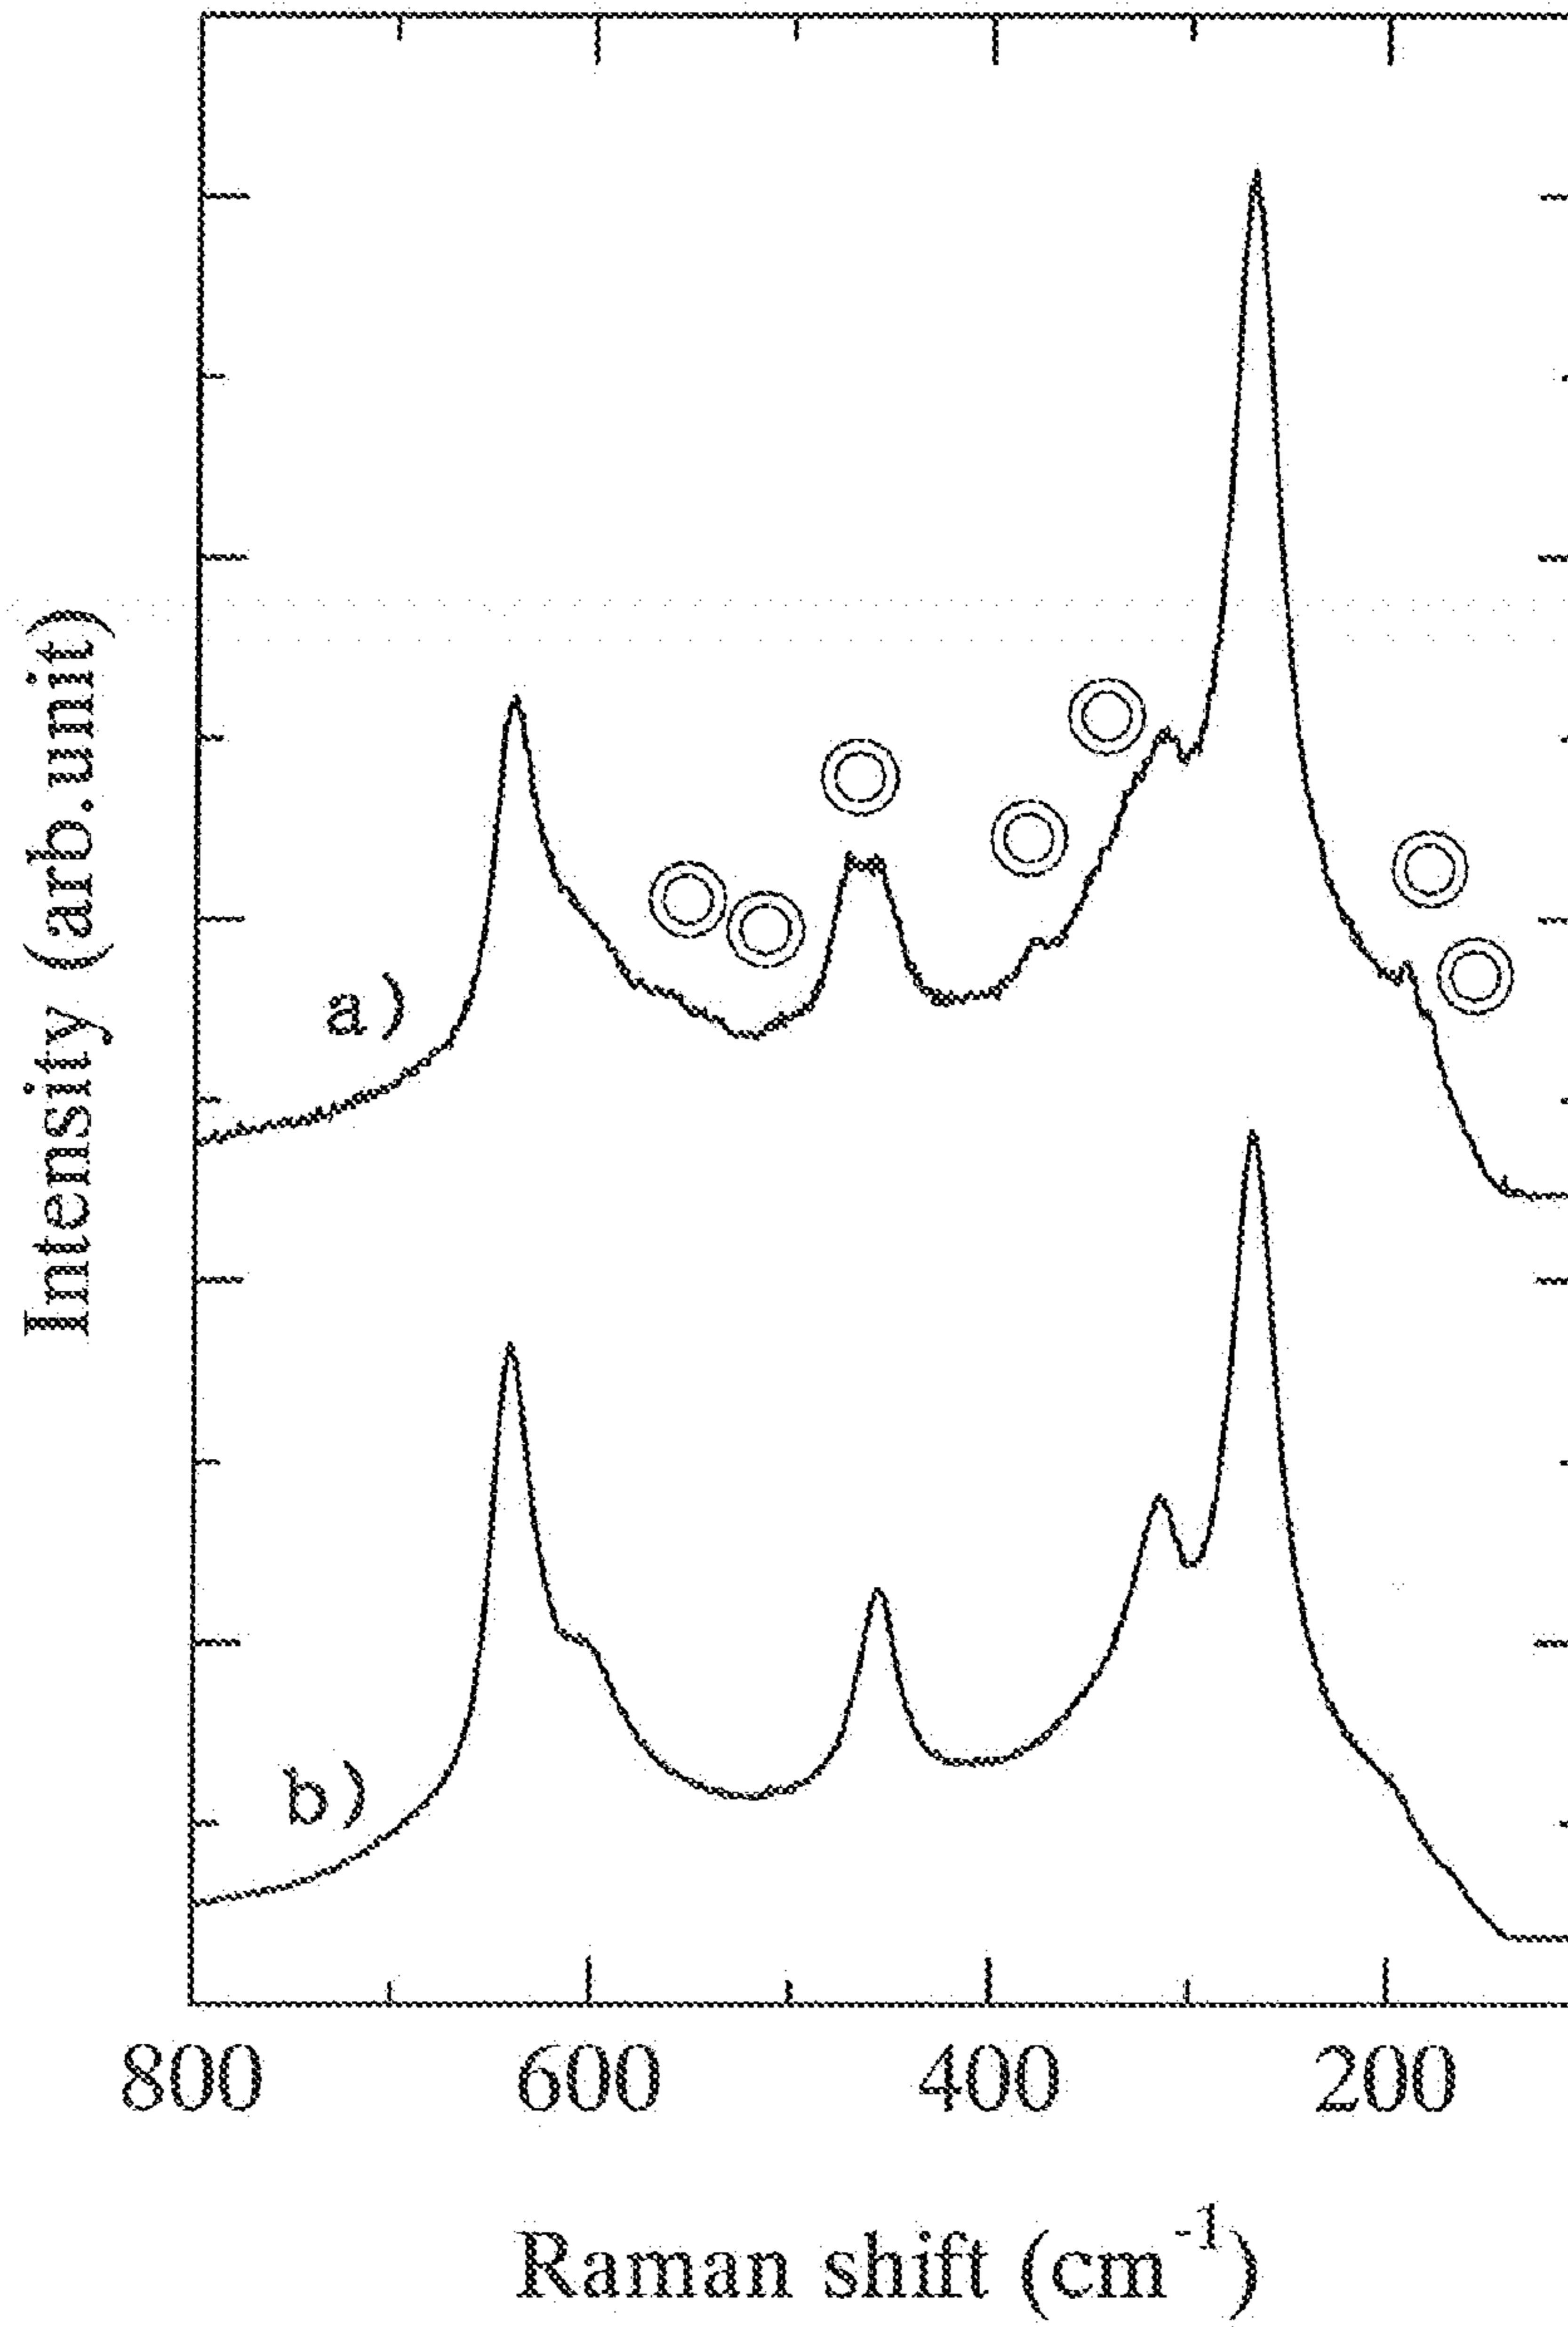 Intensity (arb.unit)
a)
b)
800 600 400 200
Raman shift (cm-1)